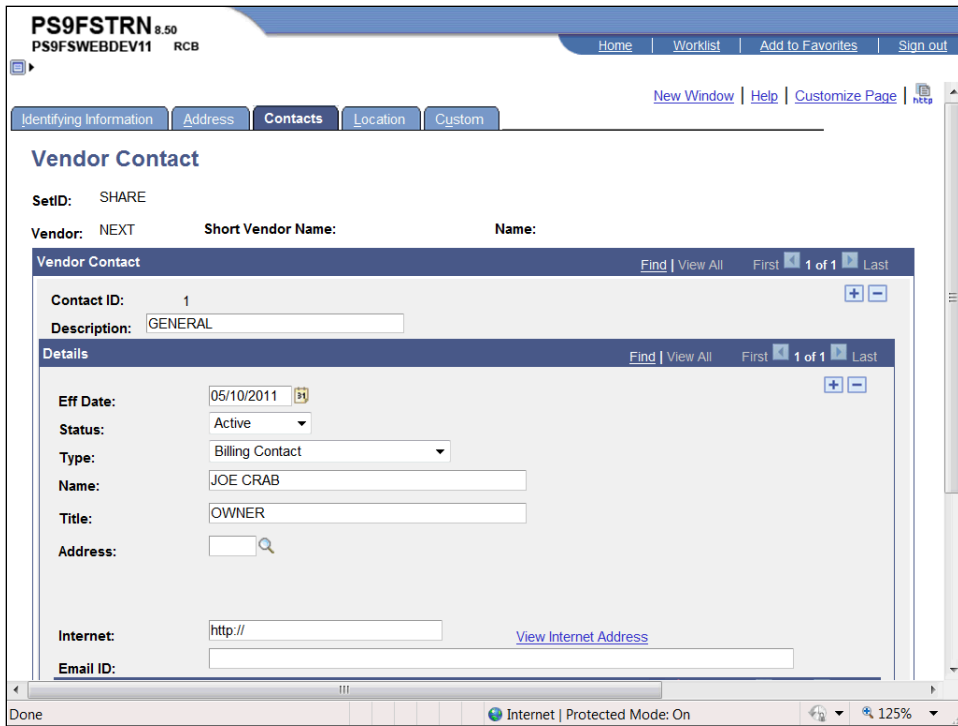 PS9FSTRN 8.50
PS9FSWEBDEV11 RCB
Home | Worklist | Add to Favorites | Sign out
New Window | Help | Customize Page | http
Identifying Information Address Contacts Location Custom
Vendor Contact
SetID: SHARE
Vendor: NEXT Short Vendor Name: Name:
Vendor Contact Find | View All First 1 of 1 Last
Contact ID: 1
Description: GENERAL
Details Find | View All First 1 of 1 Last
Eff Date: 05/10/2011 31
Status: Active
Type: Billing Contact
Name: JOE CRAB
Title: OWNER
Address:
Internet: http:// View Internet Address
Email ID:
Done Internet | Protected Mode: On 125%